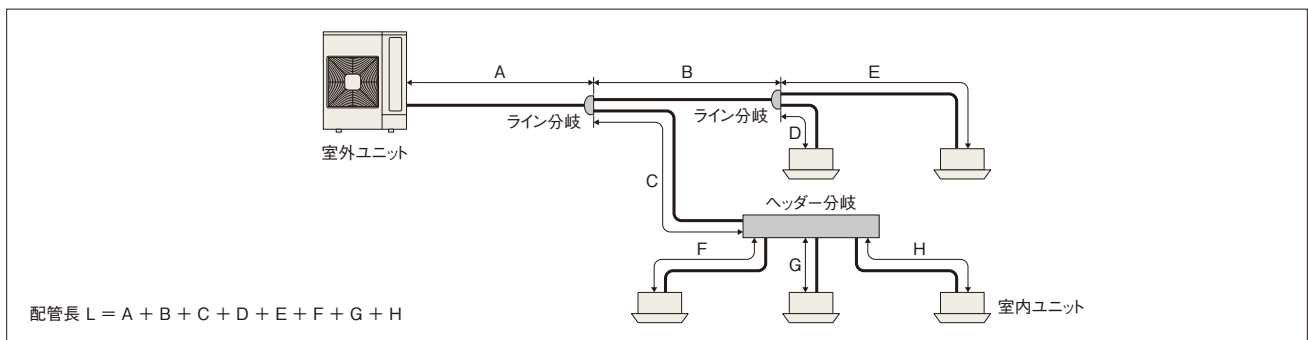 A
B
E
ライン分岐
ライン分岐
D
室外ユニット
C
ヘッダー分岐
F
G
H
室内ユニット
配管長 L = A + B + C + D + E + F + G + H